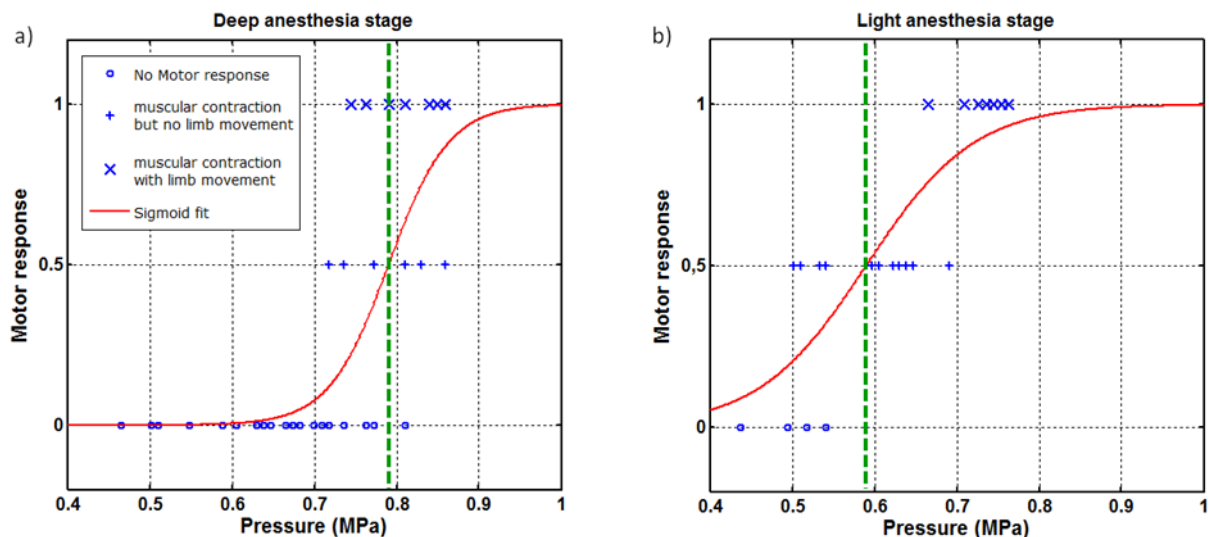 a)
Deep anesthesia stage
No Motor response
muscular contraction
but no limb movement
muscular contraction
with limb movement
Sigmoid fit
Motor response
1
0.5
0
0.4 0.5 0.6 0.7 0.8 0.9 1
Pressure (MPa)
b)
Light anesthesia stage
Motor response
1
0,5
0
0.4 0.5 0.6 0.7 0.8 0.9 1
Pressure (MPa)